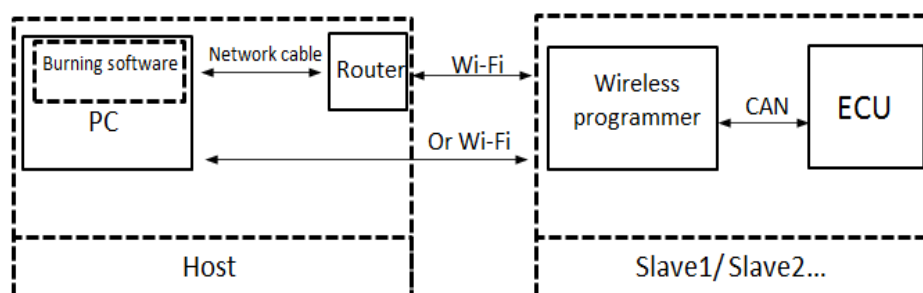 Burning software
PC
Network cable
Router
Wi-Fi
Or Wi-Fi
Wireless
programmer
CAN
ECU
Host
Slave1/ Slave2...